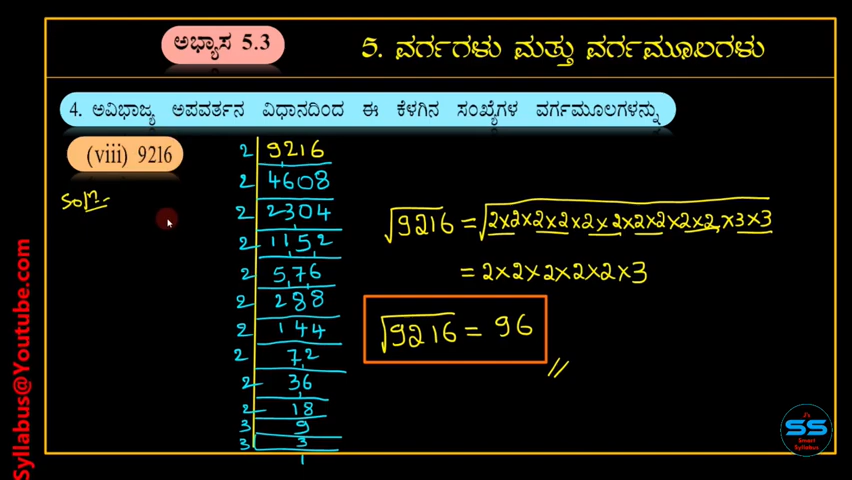 ಅಭ್ಯಾಸ 5.3
5. ವರ್ಗಗಳು ಮತ್ತು ವರ್ಗಮೂಲಗಳು
4. ಅವಿಭಾಜ್ಯ ಅಪವರ್ತನ ವಿಧಾನದಿಂದ ಈ ಕೆಳಗಿನ ಸಂಖ್ಯೆಗಳ ವರ್ಗಮೂಲಗಳನ್ನು
(viii) 9216
Soln:-
2 9216
2 4608
2 2304
2 1152
2 576
2 288
2 144
2 72
2 36
2 18
3 9
3 3
1
√9216 = √2×2×2×2×2×2×2×2×2×2×3×3
= 2×2×2×2×2×3
√9216 = 96
//
Syllabus@Youtube.com
J's
SS
Smart
Syllabus